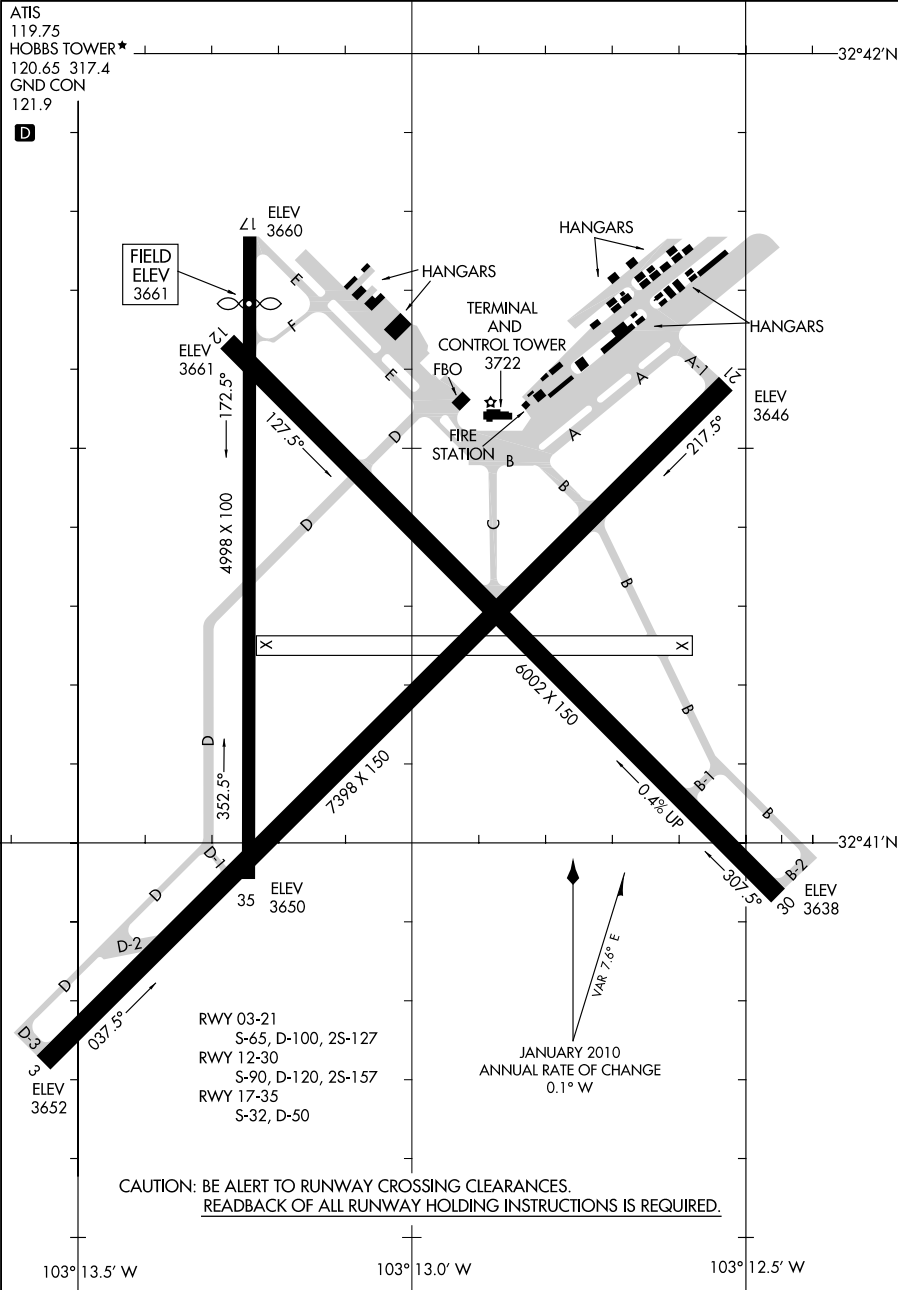 ATIS
119.75
HOBBS TOWER★
120.65 317.4
GND CON
121.9
D
32°42'N
17
ELEV
3660
FIELD
ELEV
3661
HANGARS
HANGARS
TERMINAL
AND
CONTROL TOWER
3722
HANGARS
E
F
E
12
ELEV
3661
FBO
FIRE
STATION
A-1
21
ELEV
3646
A
A
172.5°
127.5°
217.5°
D
B
B
4998 X 100
D
C
B
X
X
6002 X 150
B
D
352.5°
7398 X 150
B-1
0.4% UP
B
32°41'N
D-1
B-2
307.5°
30
ELEV
3638
35
ELEV
3650
D
D-2
D
VAR 7.6° E
037.5°
D-3
3
ELEV
3652
RWY 03-21
S-65, D-100, 2S-127
RWY 12-30
S-90, D-120, 2S-157
RWY 17-35
S-32, D-50
JANUARY 2010
ANNUAL RATE OF CHANGE
0.1° W
CAUTION: BE ALERT TO RUNWAY CROSSING CLEARANCES.
READBACK OF ALL RUNWAY HOLDING INSTRUCTIONS IS REQUIRED.
103°13.5' W
103°13.0' W
103°12.5' W